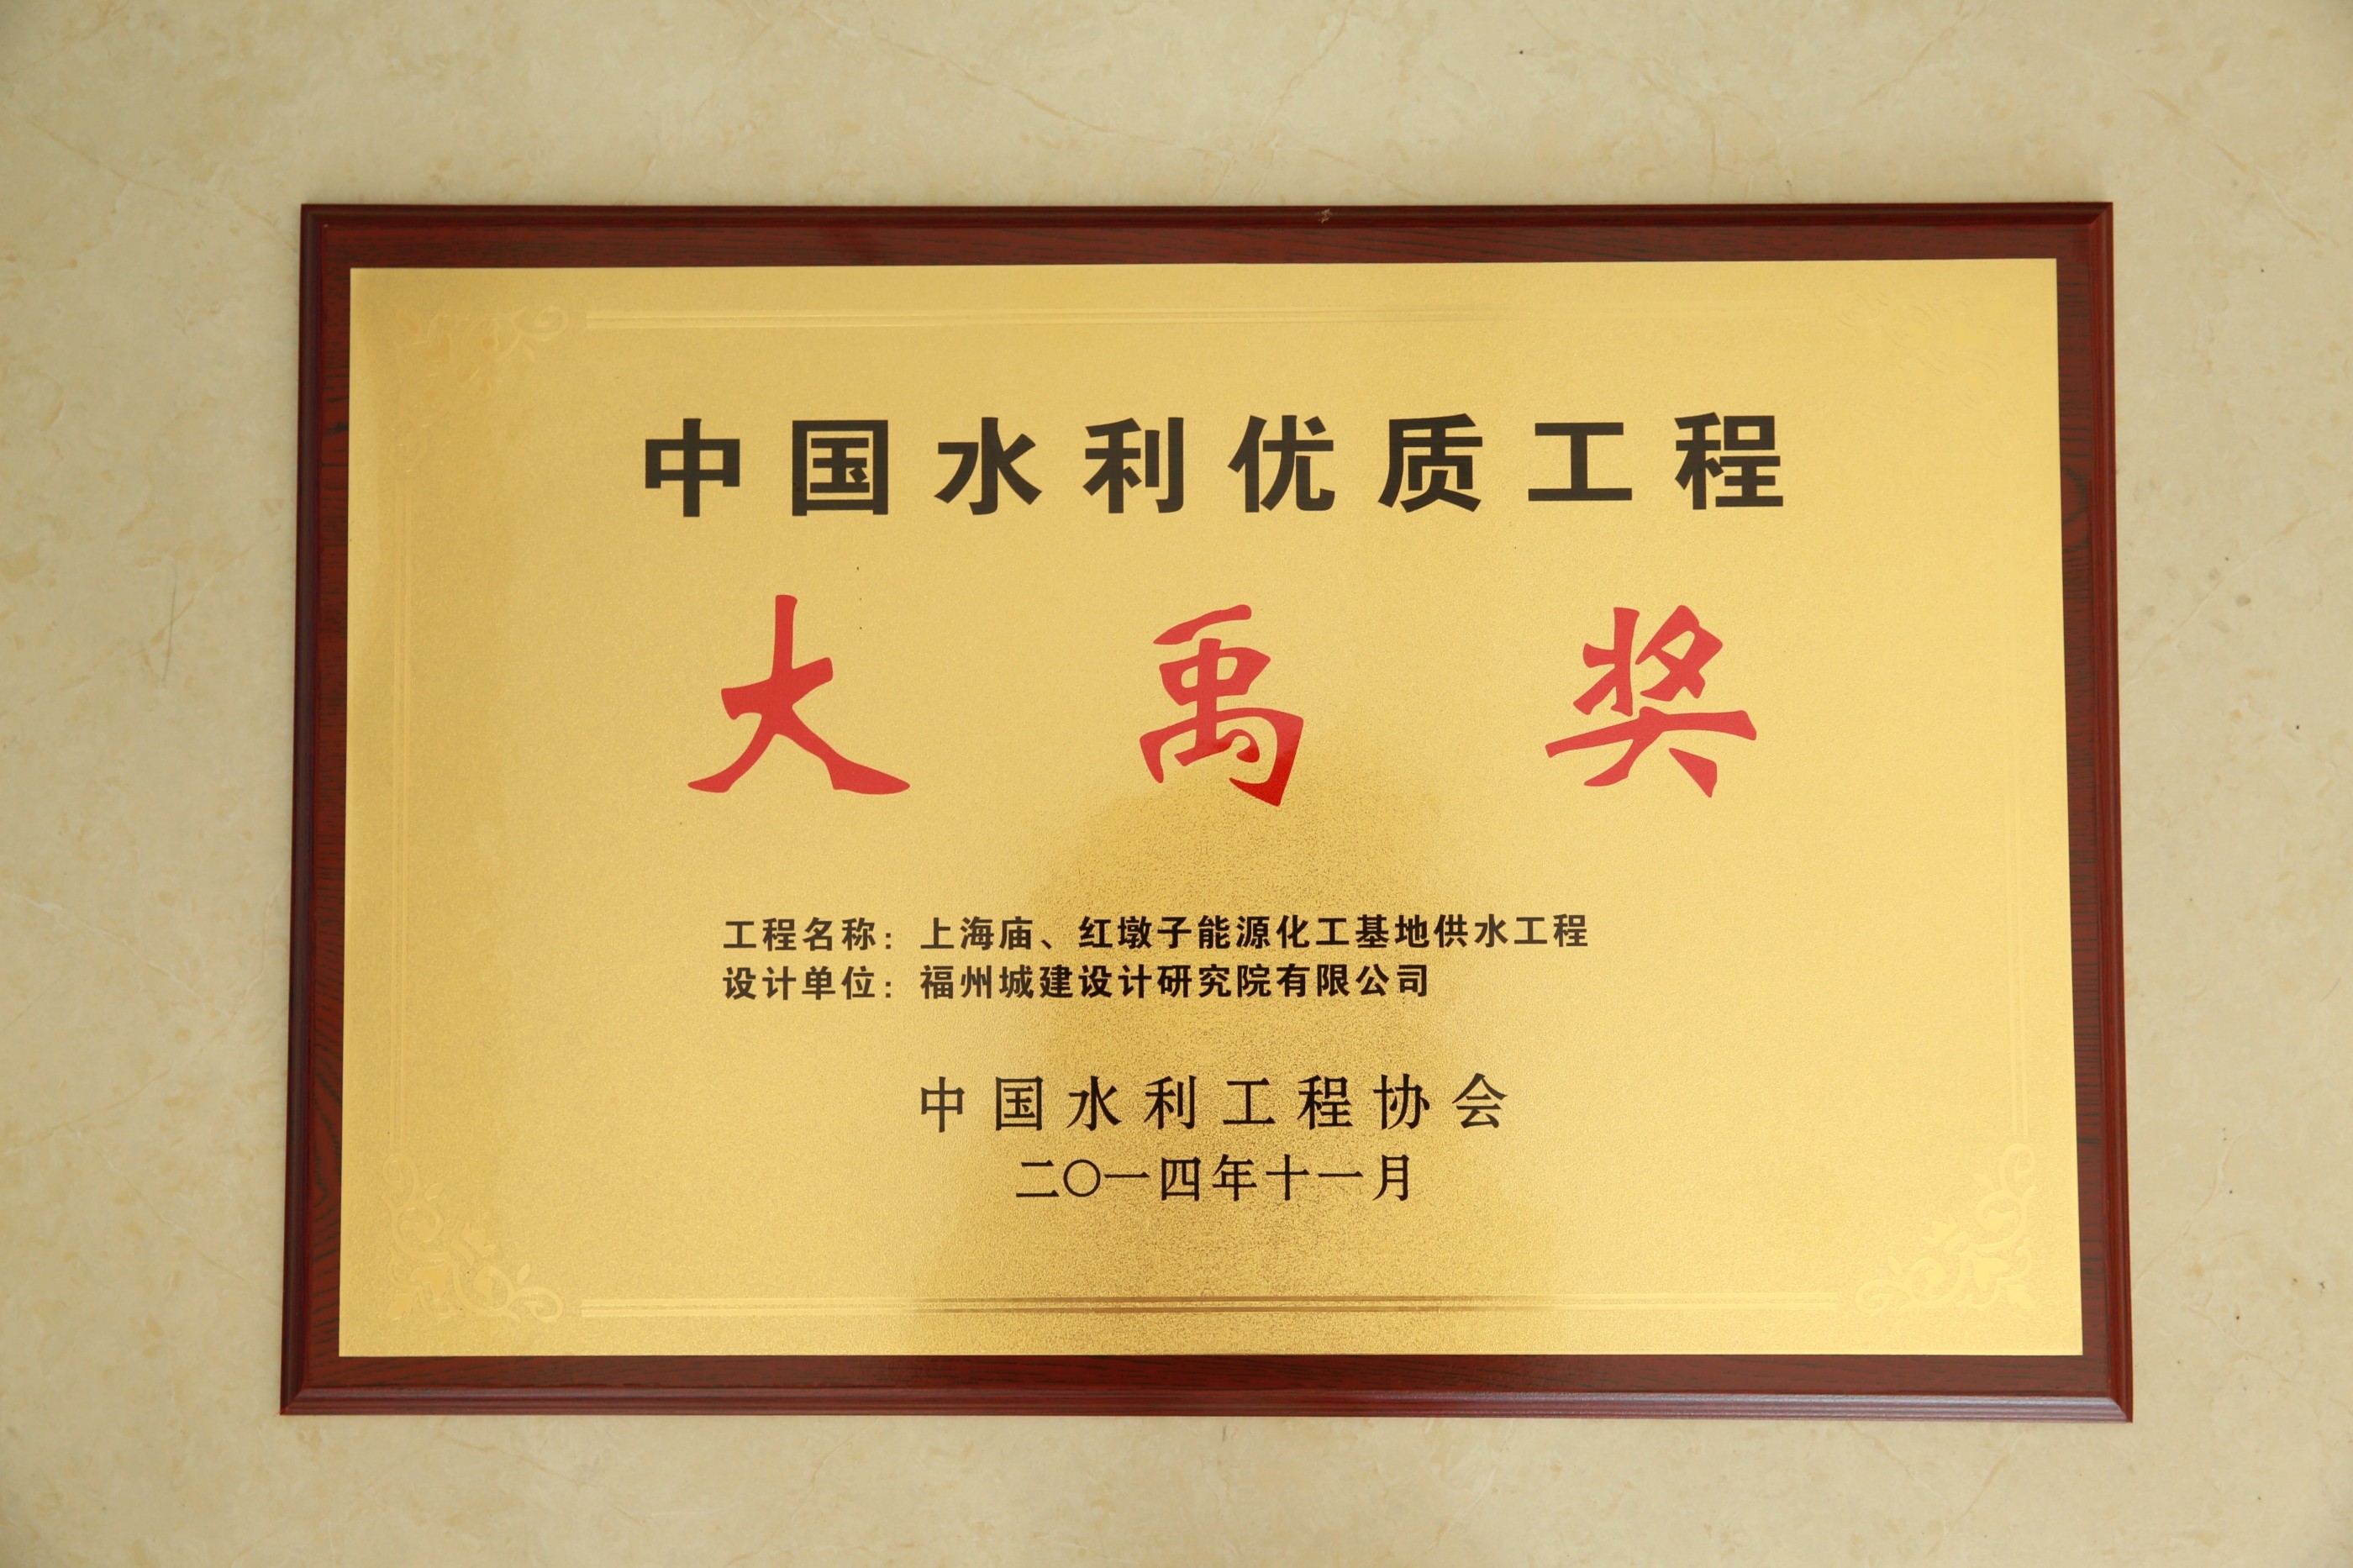 中国水利优质工程
大禹奖
工程名称：上海庙、红墩子能源化工基地供水工程
设计单位：福州城建设计研究院有限公司
中国水利工程协会
二〇一四年十一月